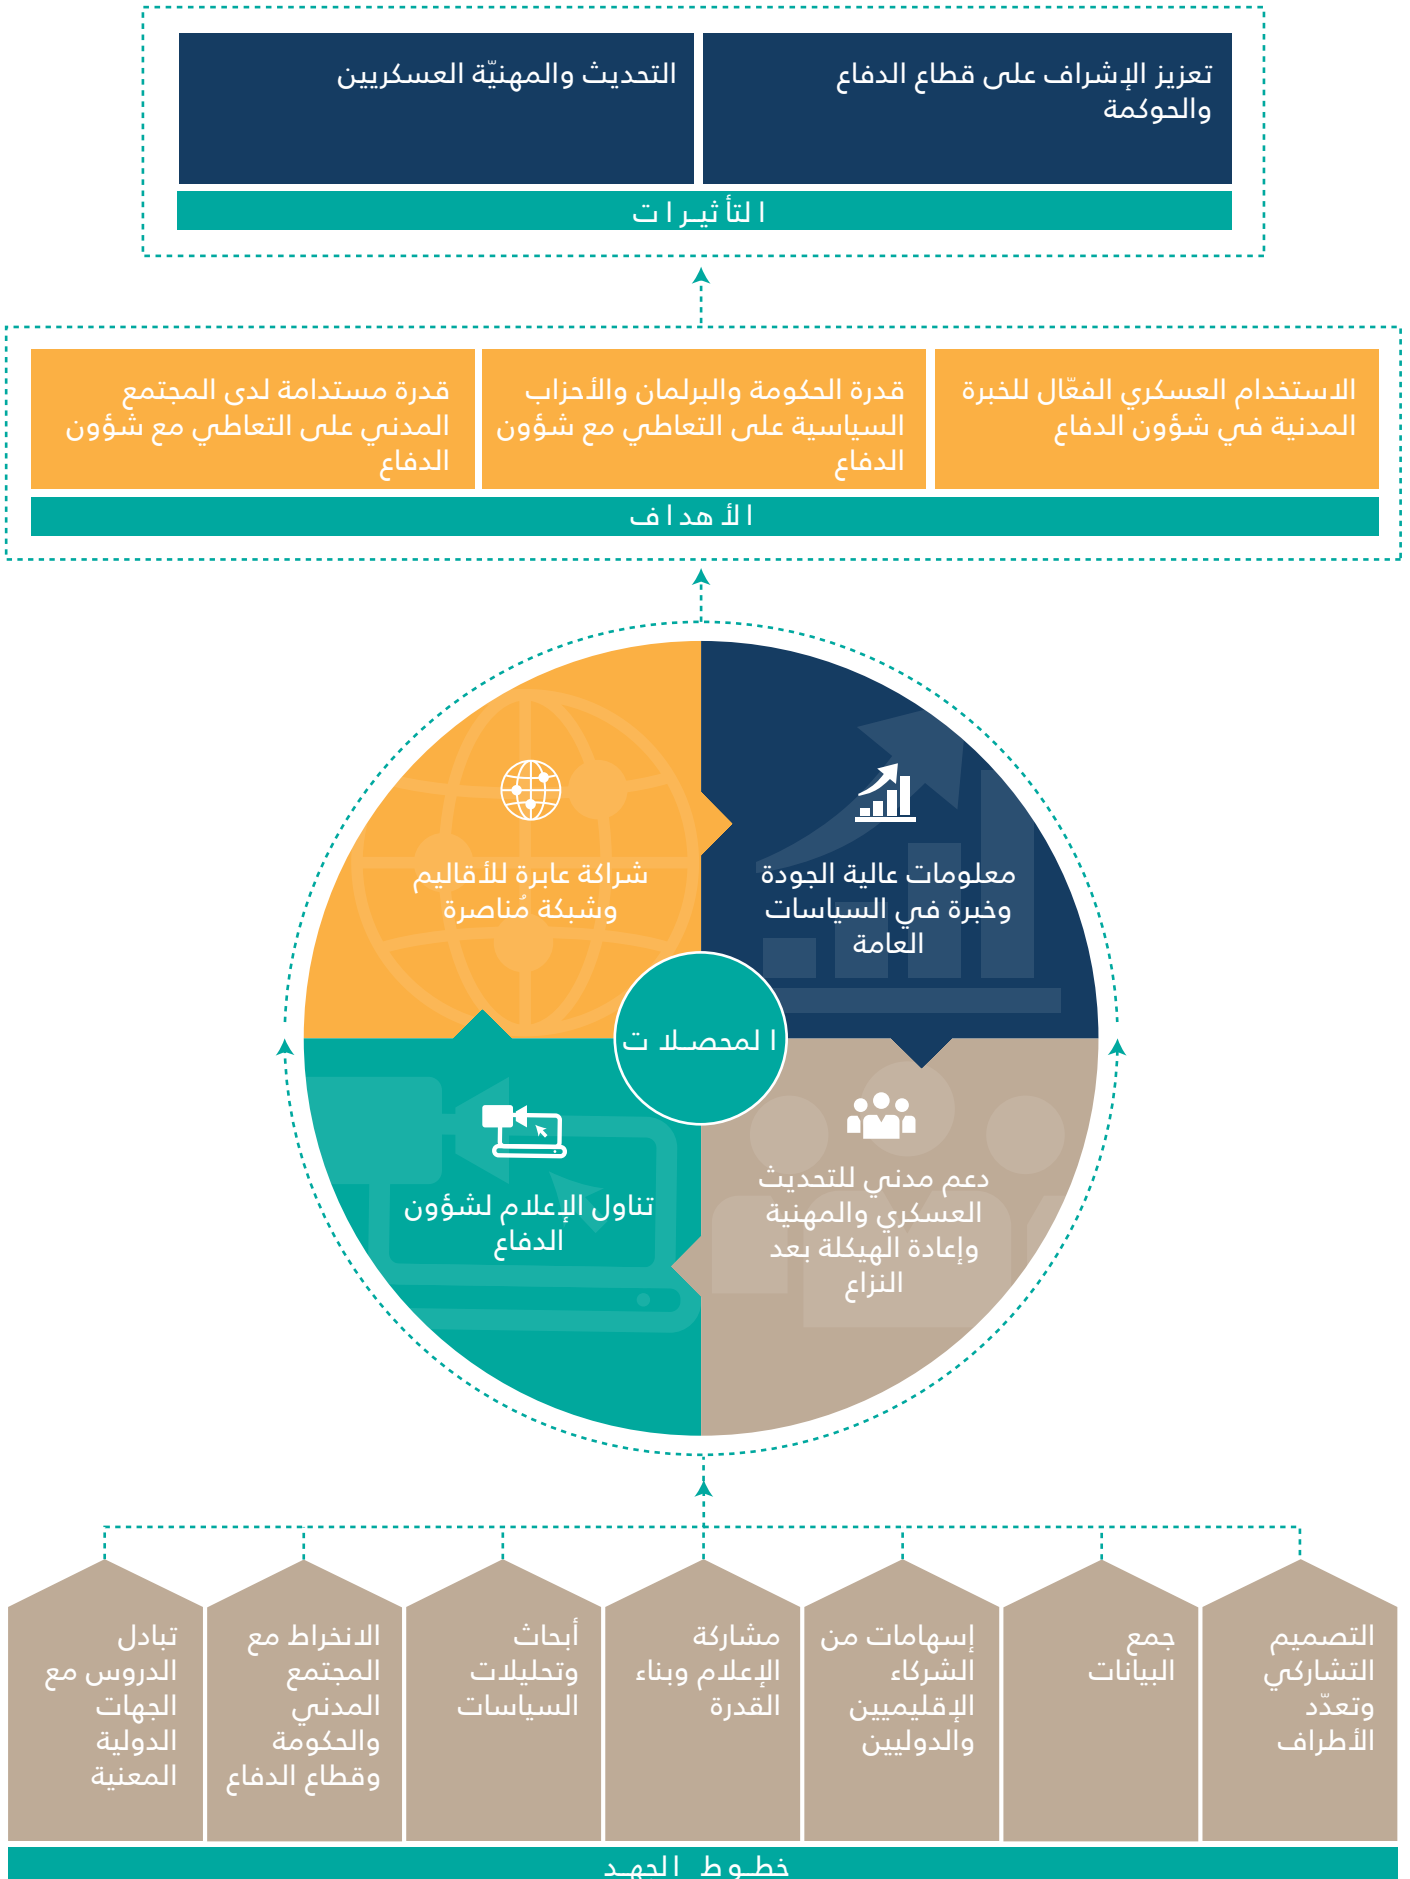 تعزيز الإشراف على قطاع الدفاع
والحوكمة
التحديث والمهنيّة العسكريين
التأثيرات
الاستخدام العسكري الفعّال للخبرة
المدنية في شؤون الدفاع
قدرة الحكومة والبرلمان والأحزاب
السياسية على التعاطي مع شؤون
الدفاع
قدرة مستدامة لدى المجتمع
المدني على التعاطي مع شؤون
الدفاع
الأهداف
معلومات عالية الجودة
وخبرة في السياسات
العامة
شراكة عابرة للأقاليم
وشبكة مُناصرة
المحصلات
دعم مدني للتحديث
العسكري والمهنية
وإعادة الهيكلة بعد
النزاع
تناول الإعلام لشؤون
الدفاع
التصميم
التشاركي
وتعدّد
الأطراف
جمع
البيانات
إسهامات من
الشركاء
الإقليميين
والدوليين
مشاركة
الإعلام وبناء
القدرة
أبحاث
وتحليلات
السياسات
الانخراط مع
المجتمع
المدني
والحكومة
وقطاع الدفاع
تبادل
الدروس مع
الجهات
الدولية
المعنية
خطوط الجهد